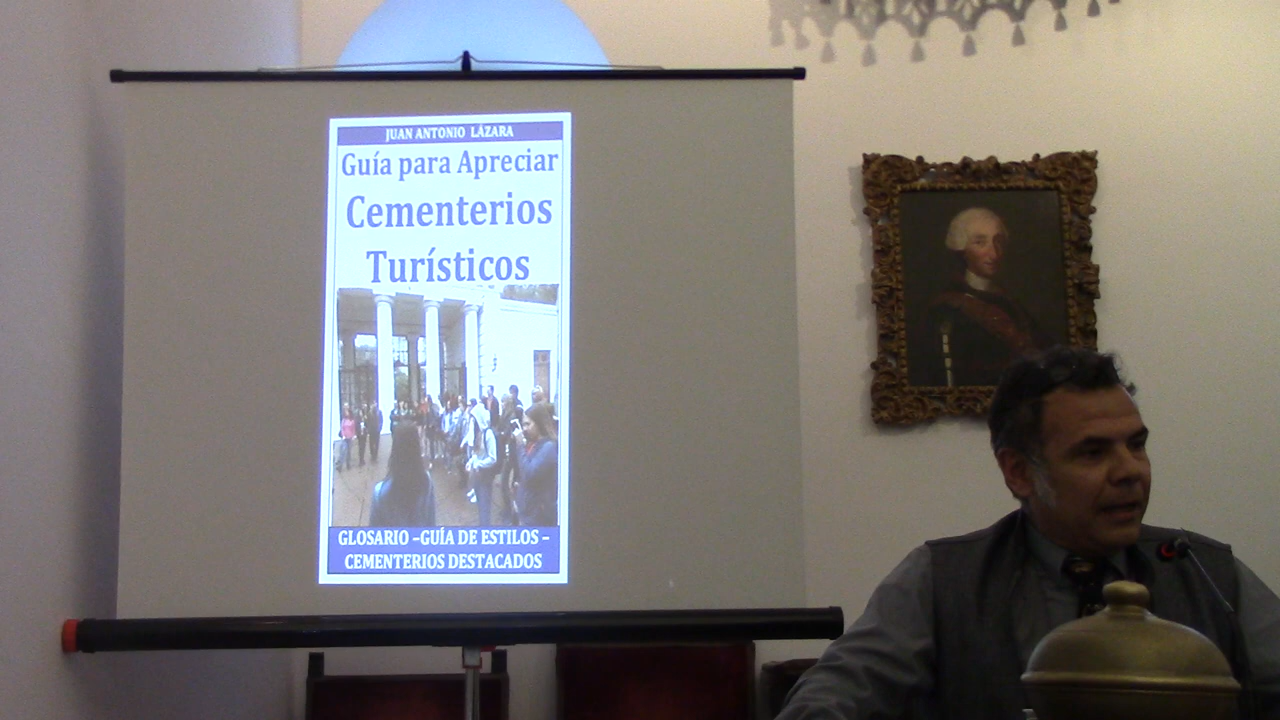 JUAN ANTONIO LÁZARA
Guía para Apreciar
Cementerios
Turísticos
GLOSARIO –GUÍA DE ESTILOS –
CEMENTERIOS DESTACADOS